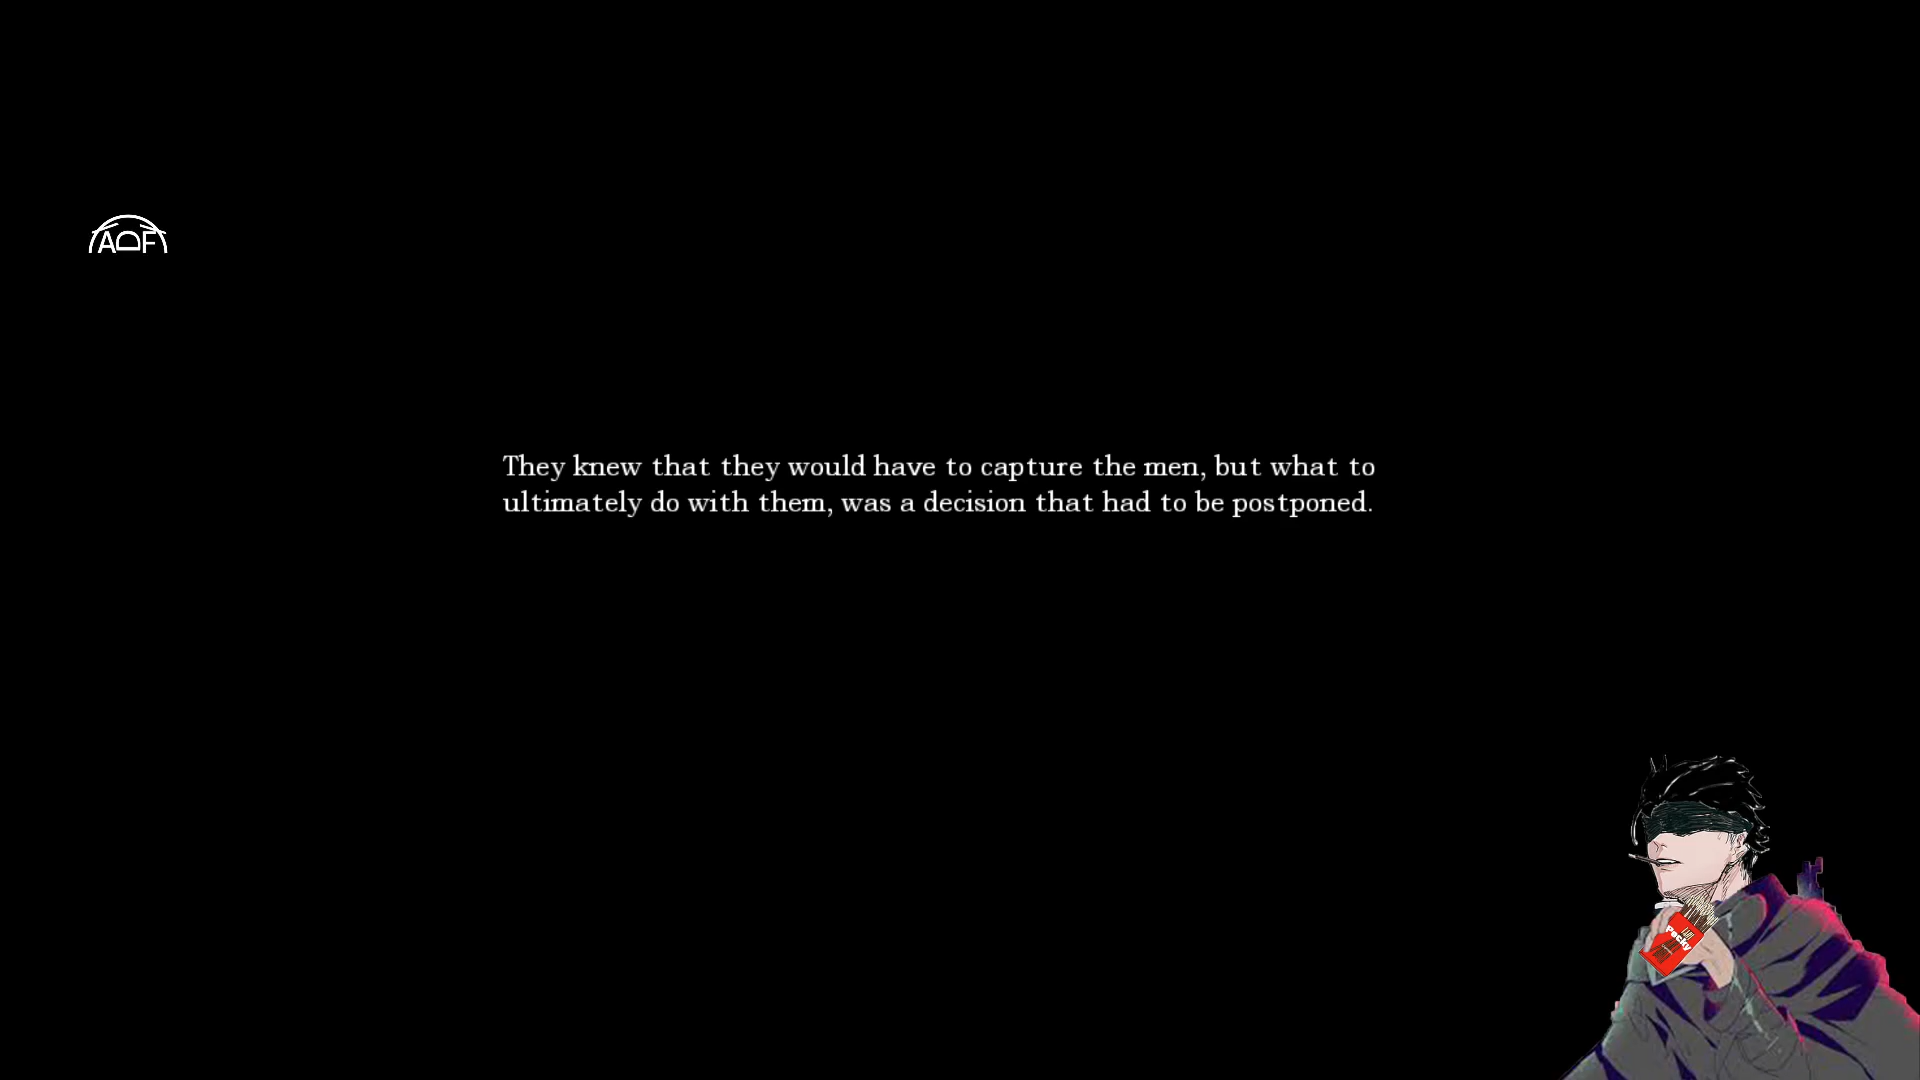 ADF
They knew that they would have to capture the men, but what to
ultimately do with them, was a decision that had to be postponed.
Pocky